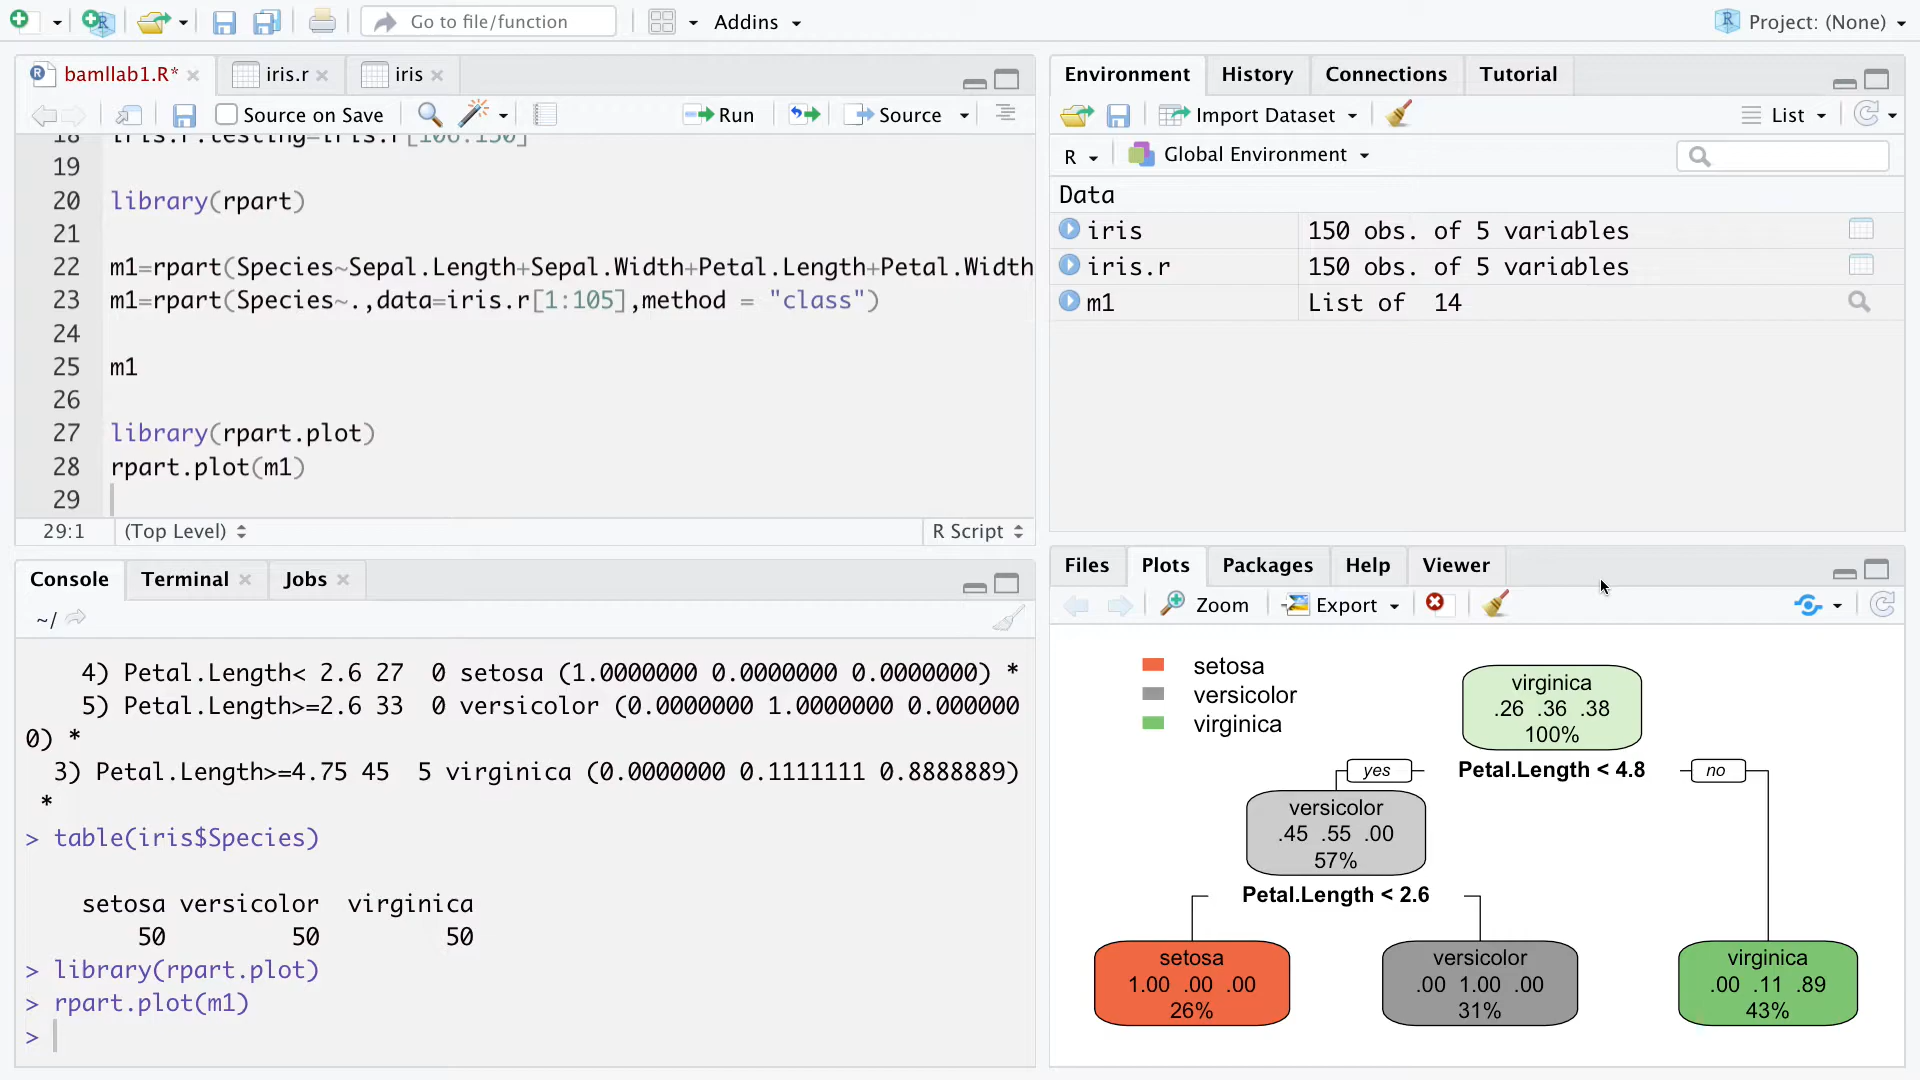 Go to file/function
Addins
Project: (None)
bamllab1.R*
iris.r
iris
Source on Save
Run
Source
18 iris.r.testing=iris.r[106:150]
19
20 library(rpart)
21
22 m1=rpart(Species~Sepal.Length+Sepal.Width+Petal.Length+Petal.Width
23 m1=rpart(Species~.,data=iris.r[1:105],method = "class")
24
25 m1
26
27 library(rpart.plot)
28 rpart.plot(m1)
29
29:1 (Top Level) R Script
Console Terminal Jobs
~/
4) Petal.Length< 2.6 27 0 setosa (1.0000000 0.0000000 0.0000000) *
5) Petal.Length>=2.6 33 0 versicolor (0.0000000 1.0000000 0.000000
0) *
3) Petal.Length>=4.75 45 5 virginica (0.0000000 0.1111111 0.8888889)
*
> table(iris$Species)
setosa versicolor virginica
50 50 50
> library(rpart.plot)
> rpart.plot(m1)
>
Environment History Connections Tutorial
Import Dataset
List
R Global Environment
Data
iris 150 obs. of 5 variables
iris.r 150 obs. of 5 variables
m1 List of 14
Files Plots Packages Help Viewer
Zoom Export
setosa
versicolor
virginica
virginica
.26 .36 .38
100%
yes Petal.Length < 4.8 no
versicolor
.45 .55 .00
57%
Petal.Length < 2.6
setosa
1.00 .00 .00
26%
versicolor
.00 1.00 .00
31%
virginica
.00 .11 .89
43%